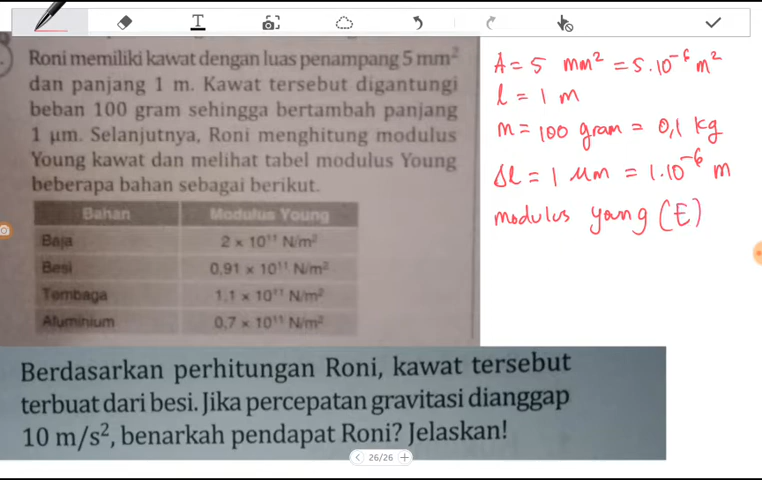 Roni memiliki kawat dengan luas penampang 5 mm²
dan panjang 1 m. Kawat tersebut digantungi
beban 100 gram sehingga bertambah panjang
1 µm. Selanjutnya, Roni menghitung modulus
Young kawat dan melihat tabel modulus Young
beberapa bahan sebagai berikut.
Bahan Modulus Young
Baja 2 × 10¹¹ N/m²
Besi 0,91 × 10¹¹ N/m²
Tembaga 1,1 × 10¹¹ N/m²
Aluminium 0,7 × 10¹¹ N/m²
Berdasarkan perhitungan Roni, kawat tersebut
terbuat dari besi. Jika percepatan gravitasi dianggap
10 m/s², benarkah pendapat Roni? Jelaskan!
A = 5 mm² = 5.10⁻⁶ m²
l = 1 m
m = 100 gram = 0,1 kg
Δl = 1 µm = 1.10⁻⁶ m
modulus young (E)
26/26